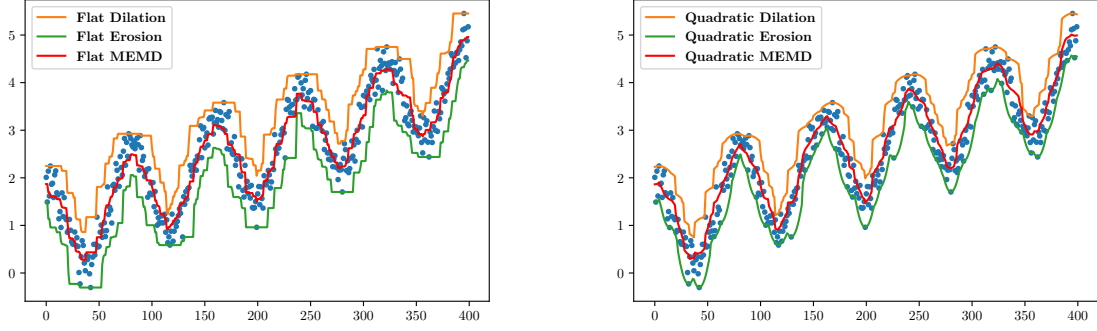 Flat Dilation
Flat Erosion
Flat MEMD
5
4
3
2
1
0
0 50 100 150 200 250 300 350 400
Quadratic Dilation
Quadratic Erosion
Quadratic MEMD
5
4
3
2
1
0
0 50 100 150 200 250 300 350 400